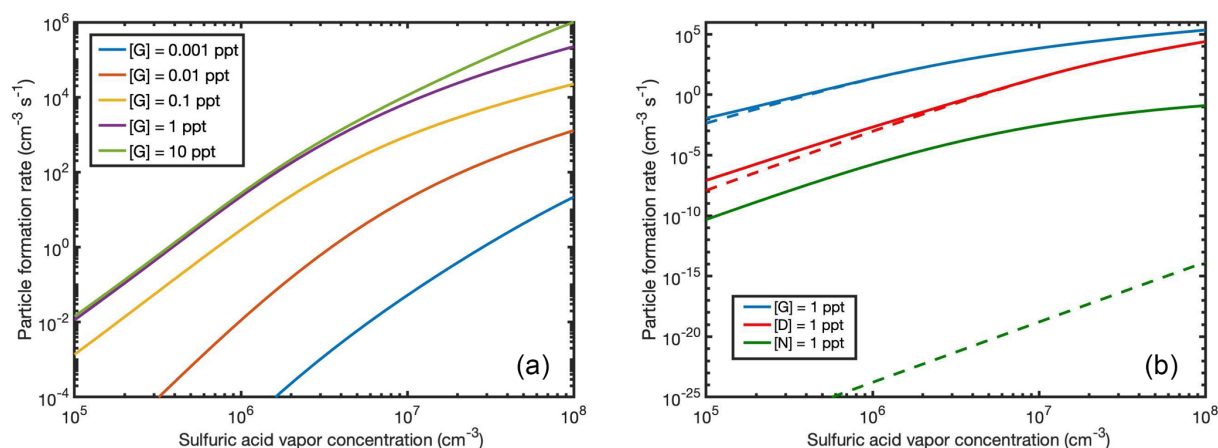 10^6
10^4
10^2
10^0
10^-2
10^-4
Particle formation rate (cm^-3 s^-1)
[G] = 0.001 ppt
[G] = 0.01 ppt
[G] = 0.1 ppt
[G] = 1 ppt
[G] = 10 ppt
(a)
10^5 10^6 10^7 10^8
Sulfuric acid vapor concentration (cm^-3)
10^5
10^0
10^-5
10^-10
10^-15
10^-20
10^-25
Particle formation rate (cm^-3 s^-1)
[G] = 1 ppt
[D] = 1 ppt
[N] = 1 ppt
(b)
10^5 10^6 10^7 10^8
Sulfuric acid vapor concentration (cm^-3)